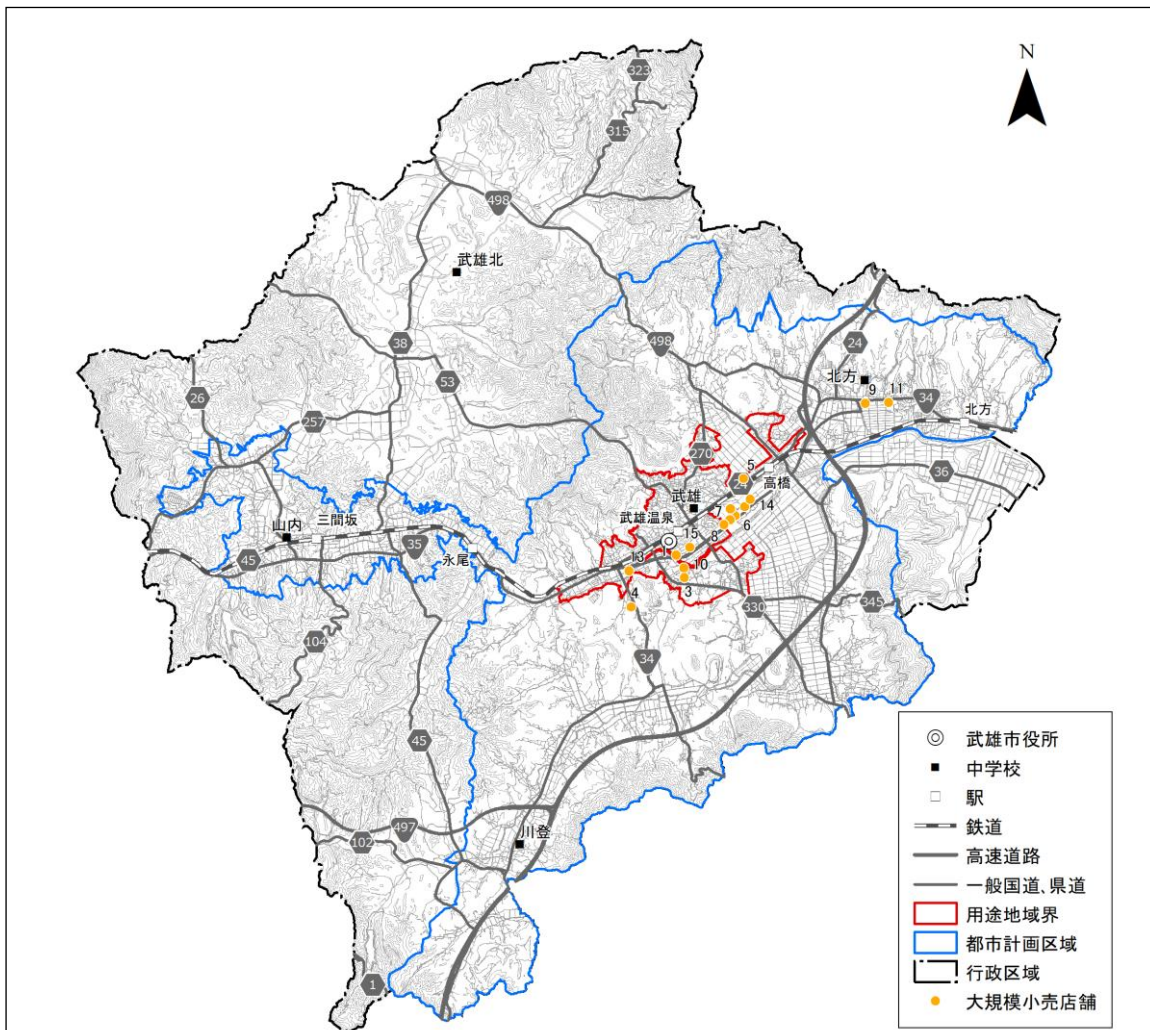 N
323
315
498
武雄北
38
498
24
53
北方
9
11
34
北方
26
257
270
5
36
24
高橋
武雄
14
7
武雄温泉
6
8
山内
三間坂
15
1
13
10
45
35
永尾
3
4
330
345
104
34
45
497
102
川登
1
武雄市役所
中学校
駅
鉄道
高速道路
一般国道、県道
用途地域界
都市計画区域
行政区域
大規模小売店舗